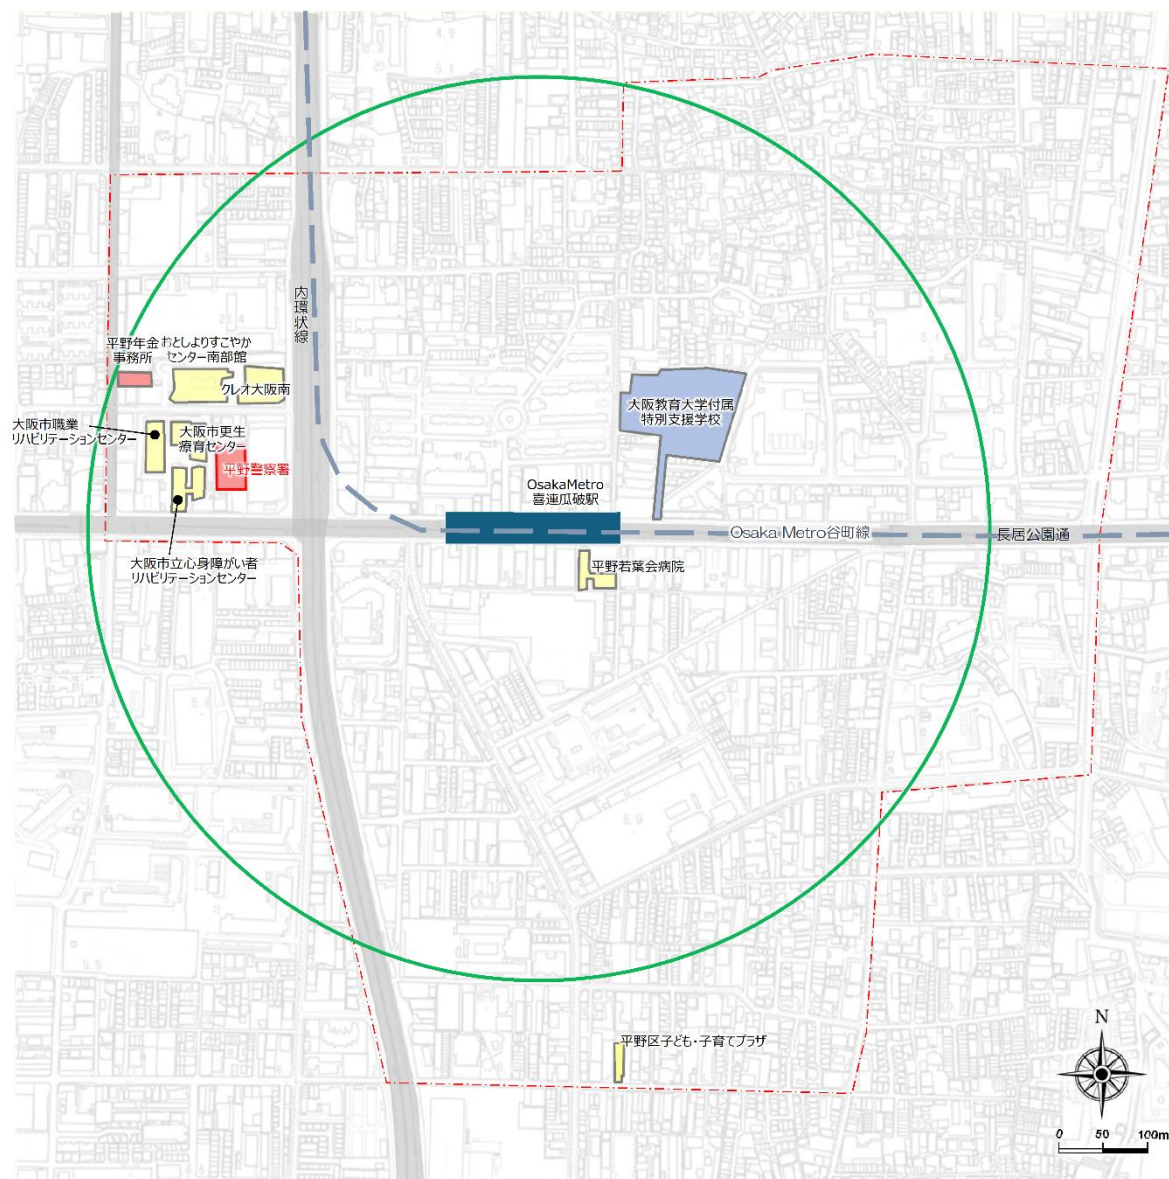 4.9
内環状線
平野年金
事務所
おとしよりすこやか
センター南部館
クレオ大阪南
大阪市職業
リハビリテーションセンター
大阪市更生
療育センター
平野警察署
大阪市立心身障がい者
リハビリテーションセンター
大阪教育大学付属
特別支援学校
OsakaMetro
喜連瓜破駅
Osaka Metro谷町線
長居公園通
平野若葉会病院
5.5
平野区子ども・子育てプラザ
N
0 50 100m